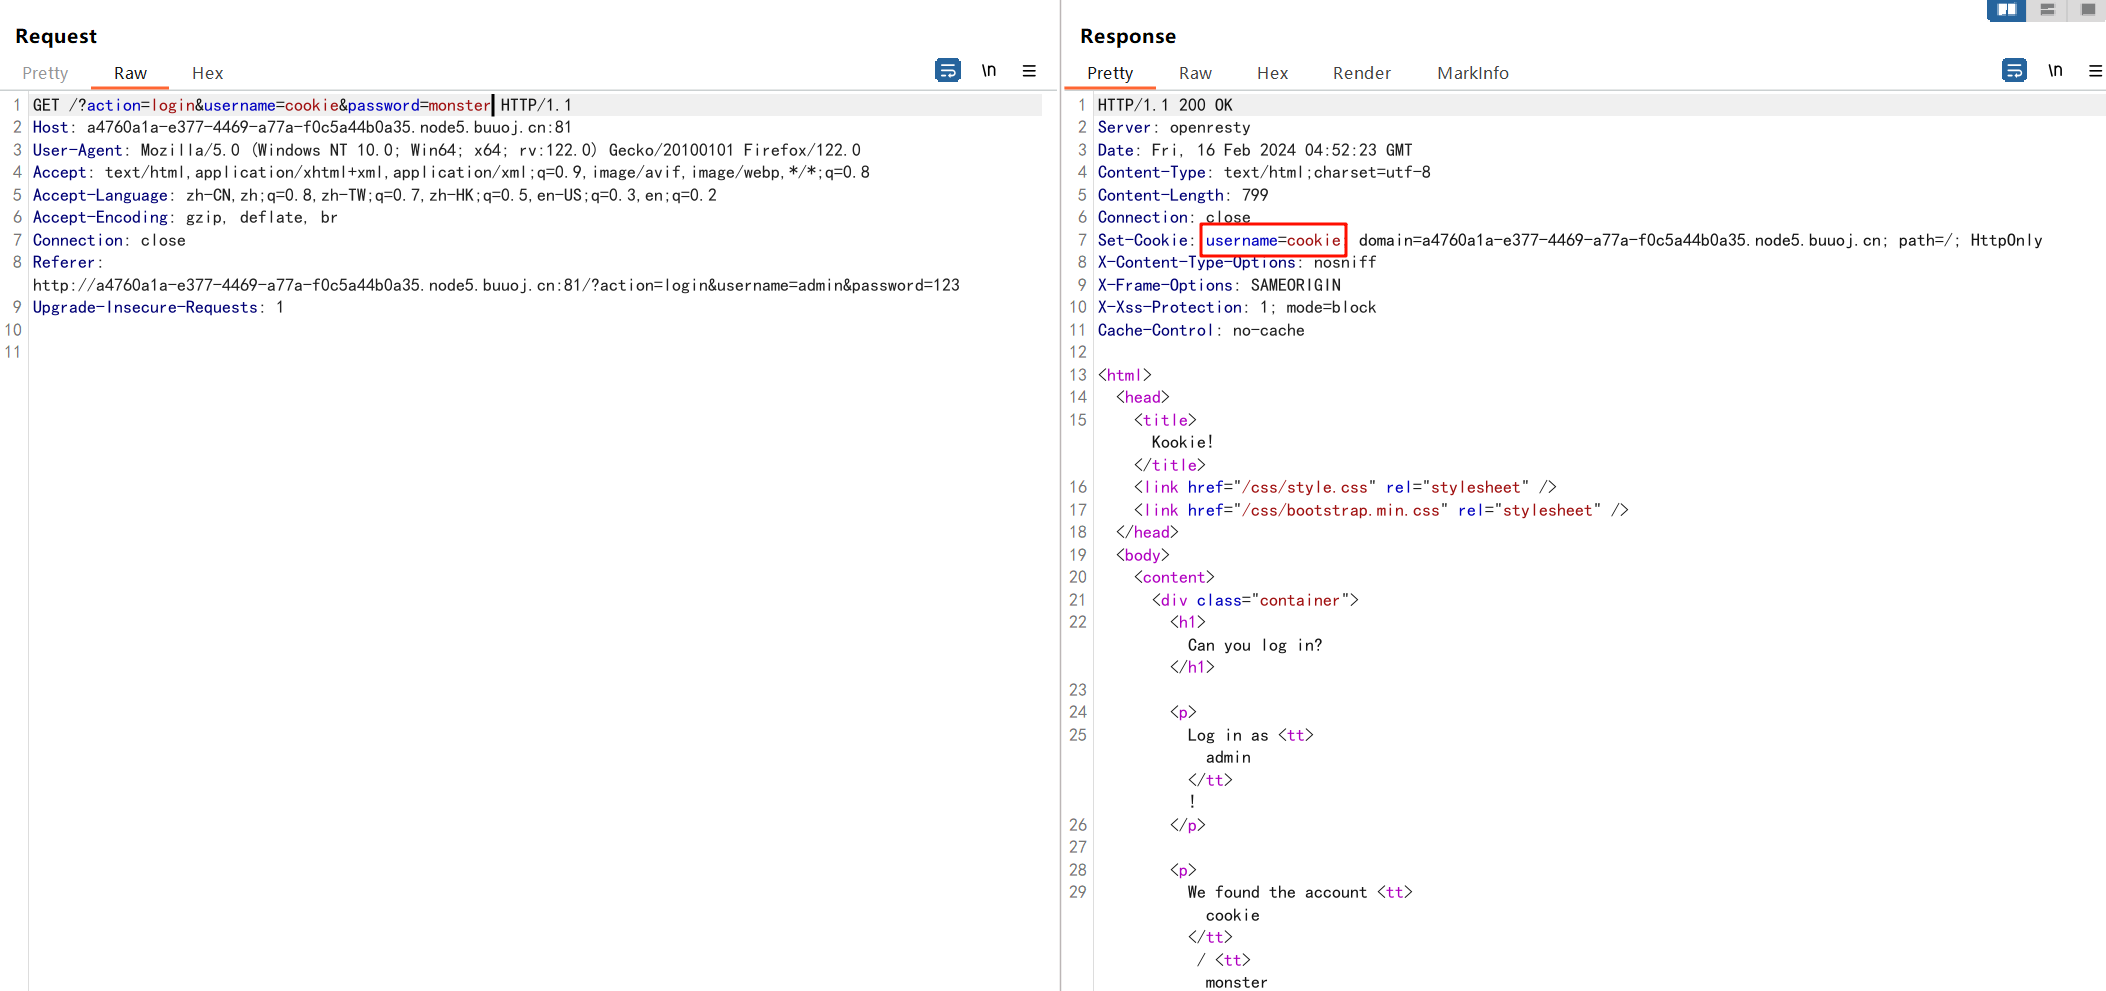 Request
Pretty Raw Hex
\n
1 GET /?action=login&username=cookie&password=monster HTTP/1.1
2 Host: a4760a1a-e377-4469-a77a-f0c5a44b0a35.node5.buuoj.cn:81
3 User-Agent: Mozilla/5.0 (Windows NT 10.0; Win64; x64; rv:122.0) Gecko/20100101 Firefox/122.0
4 Accept: text/html,application/xhtml+xml,application/xml;q=0.9,image/avif,image/webp,*/*;q=0.8
5 Accept-Language: zh-CN,zh;q=0.8,zh-TW;q=0.7,zh-HK;q=0.5,en-US;q=0.3,en;q=0.2
6 Accept-Encoding: gzip, deflate, br
7 Connection: close
8 Referer:
http://a4760a1a-e377-4469-a77a-f0c5a44b0a35.node5.buuoj.cn:81/?action=login&username=admin&password=123
9 Upgrade-Insecure-Requests: 1
10
11
Response
Pretty Raw Hex Render MarkInfo
\n
1 HTTP/1.1 200 OK
2 Server: openresty
3 Date: Fri, 16 Feb 2024 04:52:23 GMT
4 Content-Type: text/html;charset=utf-8
5 Content-Length: 799
6 Connection: close
7 Set-Cookie: username=cookie; domain=a4760a1a-e377-4469-a77a-f0c5a44b0a35.node5.buuoj.cn; path=/; HttpOnly
8 X-Content-Type-Options: nosniff
9 X-Frame-Options: SAMEORIGIN
10 X-Xss-Protection: 1; mode=block
11 Cache-Control: no-cache
12
13 <html>
14 <head>
15 <title>
Kookie!
</title>
16 <link href="/css/style.css" rel="stylesheet" />
17 <link href="/css/bootstrap.min.css" rel="stylesheet" />
18 </head>
19 <body>
20 <content>
21 <div class="container">
22 <h1>
Can you log in?
</h1>
23
24 <p>
25 Log in as <tt>
admin
</tt>
!
26 </p>
27
28 <p>
29 We found the account <tt>
cookie
</tt>
/ <tt>
monster